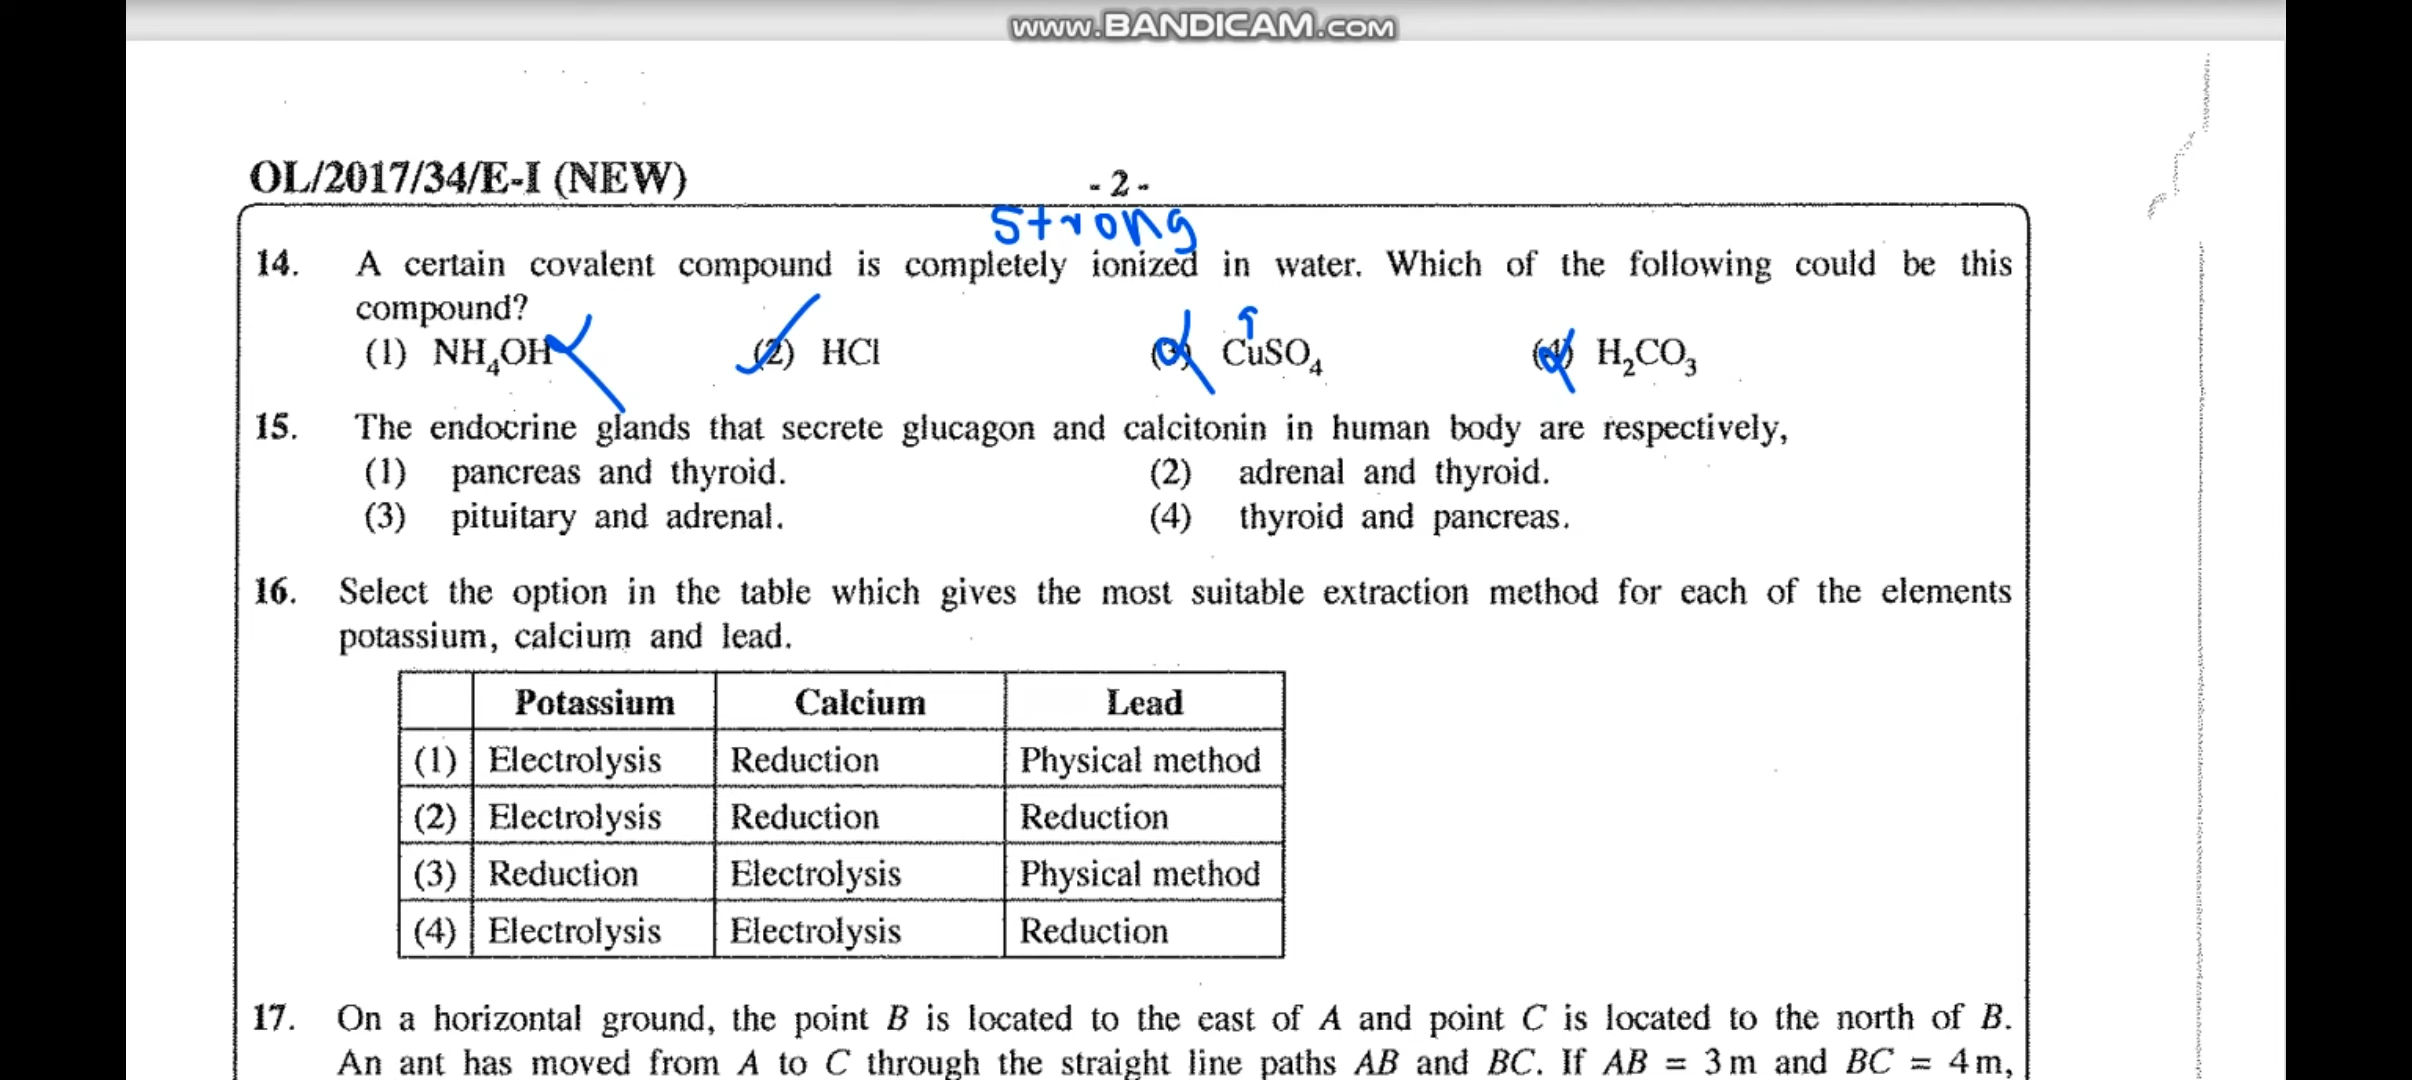 www.BANDICAM.COM
OL/2017/34/E-I (NEW)
- 2 -
Strong
14. A certain covalent compound is completely ionized in water. Which of the following could be this
compound?
(1) NH₄OH (2) HCl (3) CuSO₄ (4) H₂CO₃
15. The endocrine glands that secrete glucagon and calcitonin in human body are respectively,
(1) pancreas and thyroid. (2) adrenal and thyroid.
(3) pituitary and adrenal. (4) thyroid and pancreas.
16. Select the option in the table which gives the most suitable extraction method for each of the elements
potassium, calcium and lead.
Potassium Calcium Lead
(1) Electrolysis Reduction Physical method
(2) Electrolysis Reduction Reduction
(3) Reduction Electrolysis Physical method
(4) Electrolysis Electrolysis Reduction
17. On a horizontal ground, the point B is located to the east of A and point C is located to the north of B.
An ant has moved from A to C through the straight line paths AB and BC. If AB = 3 m and BC = 4 m,